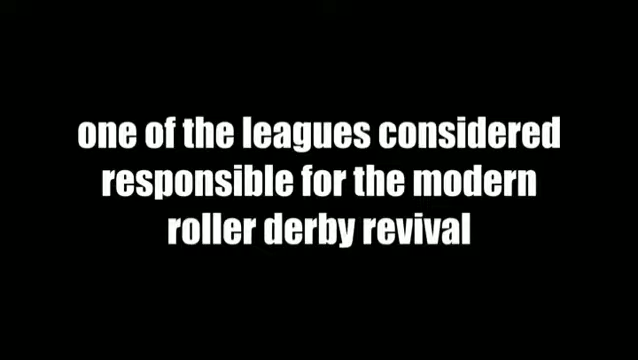 one of the leagues considered
responsible for the modern
roller derby revival